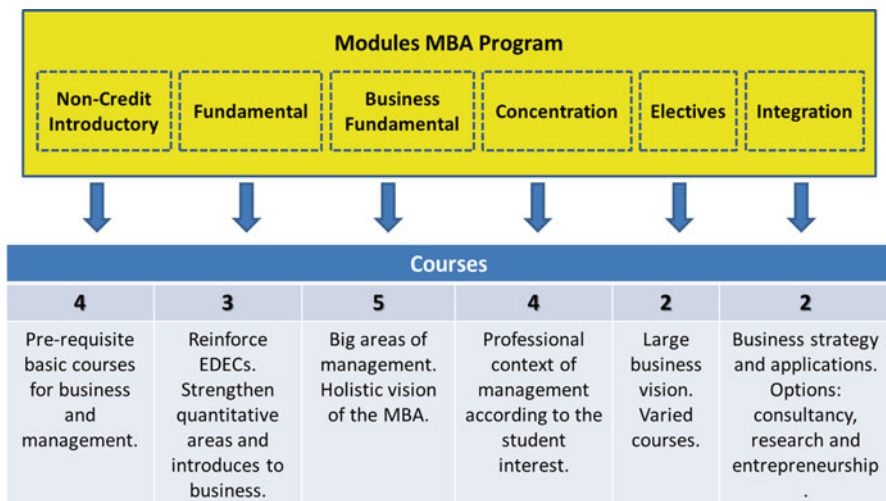 Modules MBA Program
Non-Credit
Introductory
Fundamental
Business
Fundamental
Concentration
Electives
Integration
Courses
4
3
5
4
2
2
Pre-requisite
basic courses
for business
and
management.
Reinforce
EDECs.
Strengthen
quantitative
areas and
introduces to
business.
Big areas of
management.
Holistic vision
of the MBA.
Professional
context of
management
according to the
student
interest.
Large
business
vision.
Varied
courses.
Business strategy
and applications.
Options:
consultancy,
research and
entrepreneurship
.